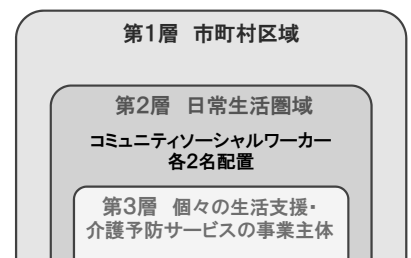 第1層 市町村区域
第2層 日常生活圏域
コミュニティソーシャルワーカー
各2名配置
第3層 個々の生活支援・
介護予防サービスの事業主体